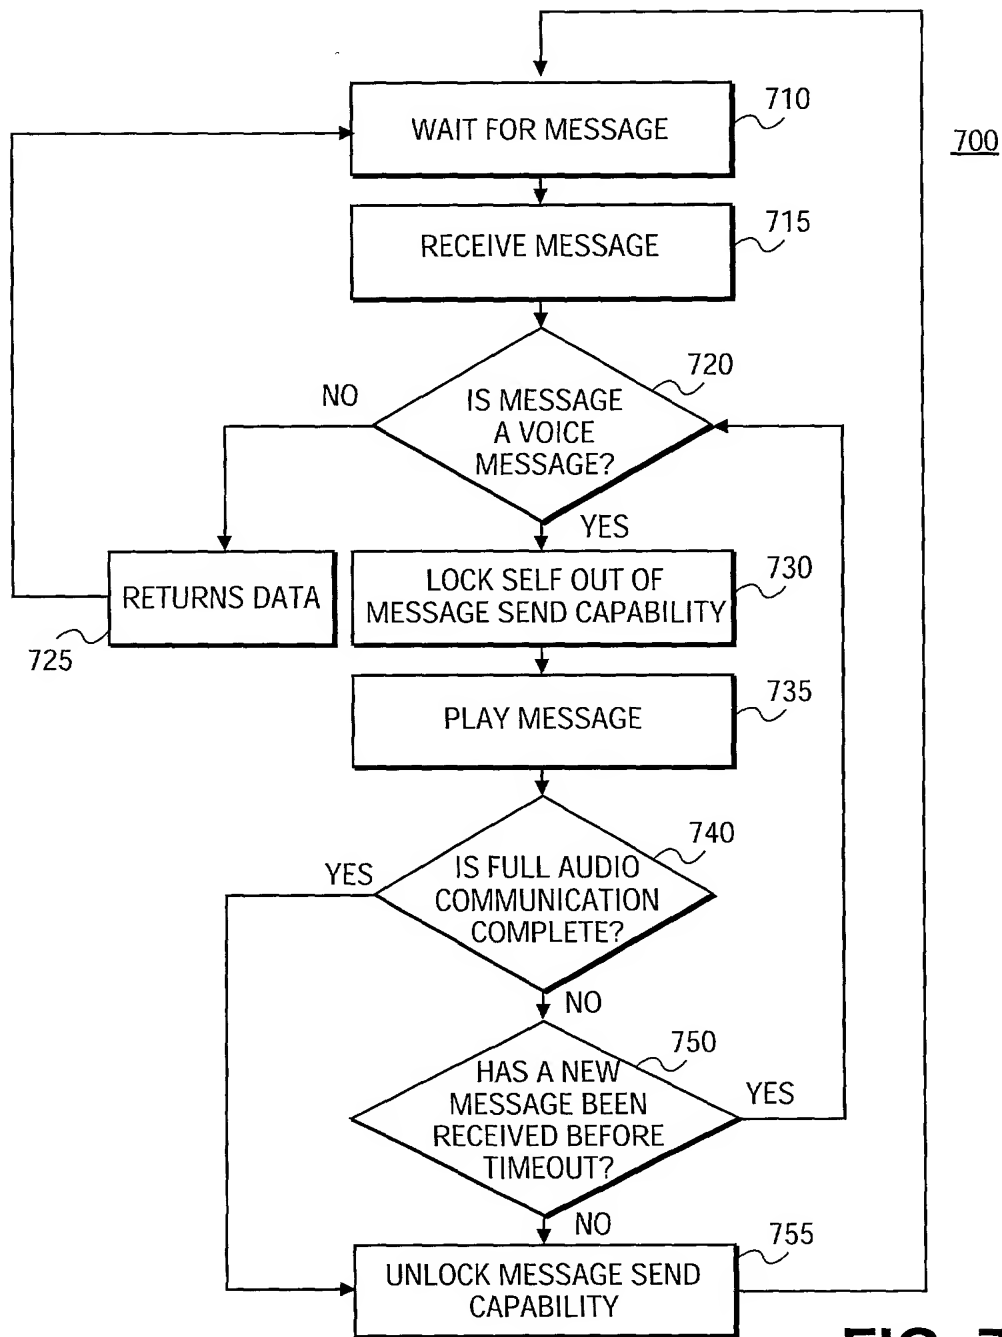 710
WAIT FOR MESSAGE
700
715
RECEIVE MESSAGE
720
NO
IS MESSAGE
A VOICE
MESSAGE?
YES
730
LOCK SELF OUT OF
MESSAGE SEND CAPABILITY
RETURNS DATA
725
735
PLAY MESSAGE
740
YES
IS FULL AUDIO
COMMUNICATION
COMPLETE?
NO
750
HAS A NEW
MESSAGE BEEN
RECEIVED BEFORE
TIMEOUT?
YES
NO
755
UNLOCK MESSAGE SEND
CAPABILITY
FIG. 7